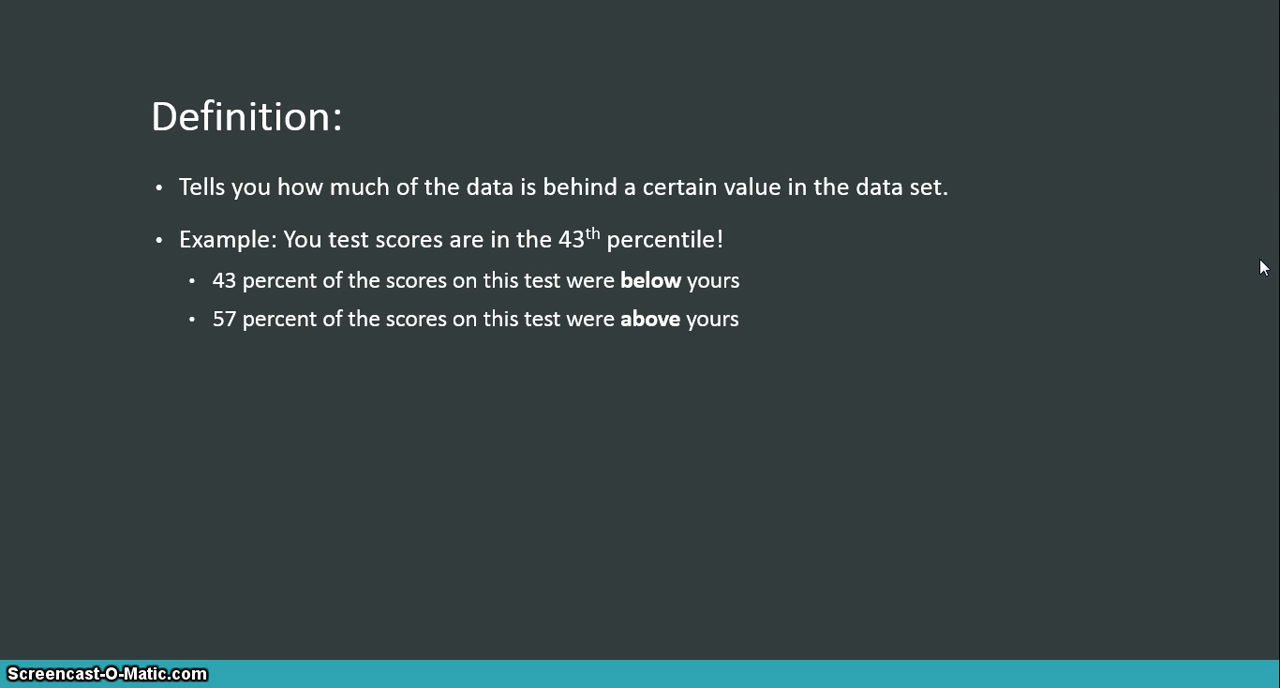 Definition:
• Tells you how much of the data is behind a certain value in the data set.
• Example: You test scores are in the 43th percentile!
• 43 percent of the scores on this test were below yours
• 57 percent of the scores on this test were above yours
Screencast-O-Matic.com